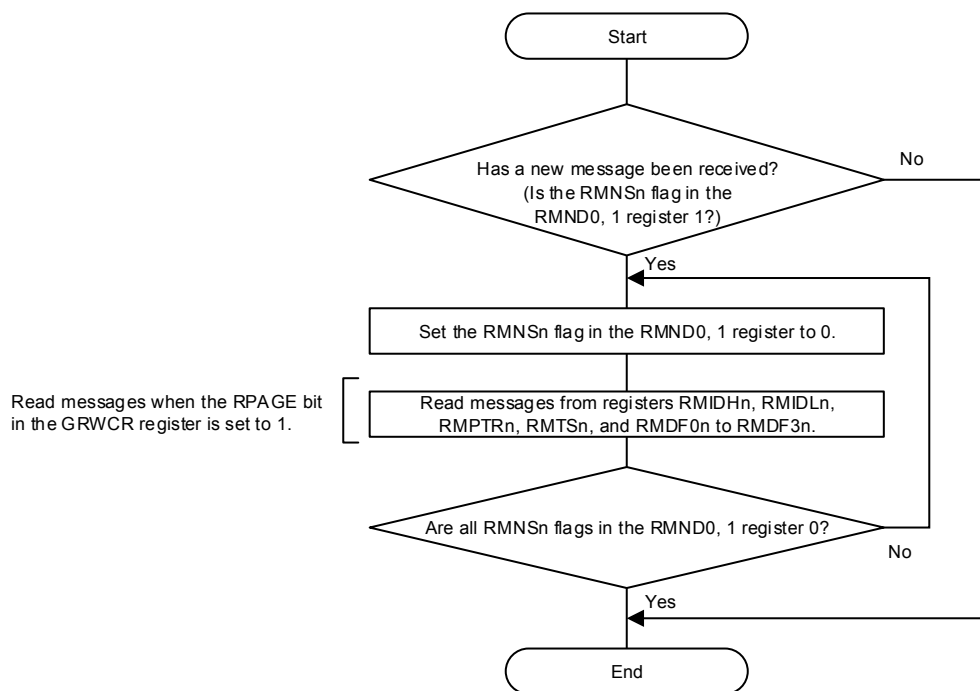 Start
Has a new message been received?
(Is the RMNSn flag in the
RMND0, 1 register 1?)
No
Yes
Set the RMNSn flag in the RMND0, 1 register to 0.
Read messages when the RPAGE bit
in the GRWCR register is set to 1.
Read messages from registers RMIDHn, RMIDLn,
RMPTRn, RMTSn, and RMDF0n to RMDF3n.
Are all RMNSn flags in the RMND0, 1 register 0?
No
Yes
End